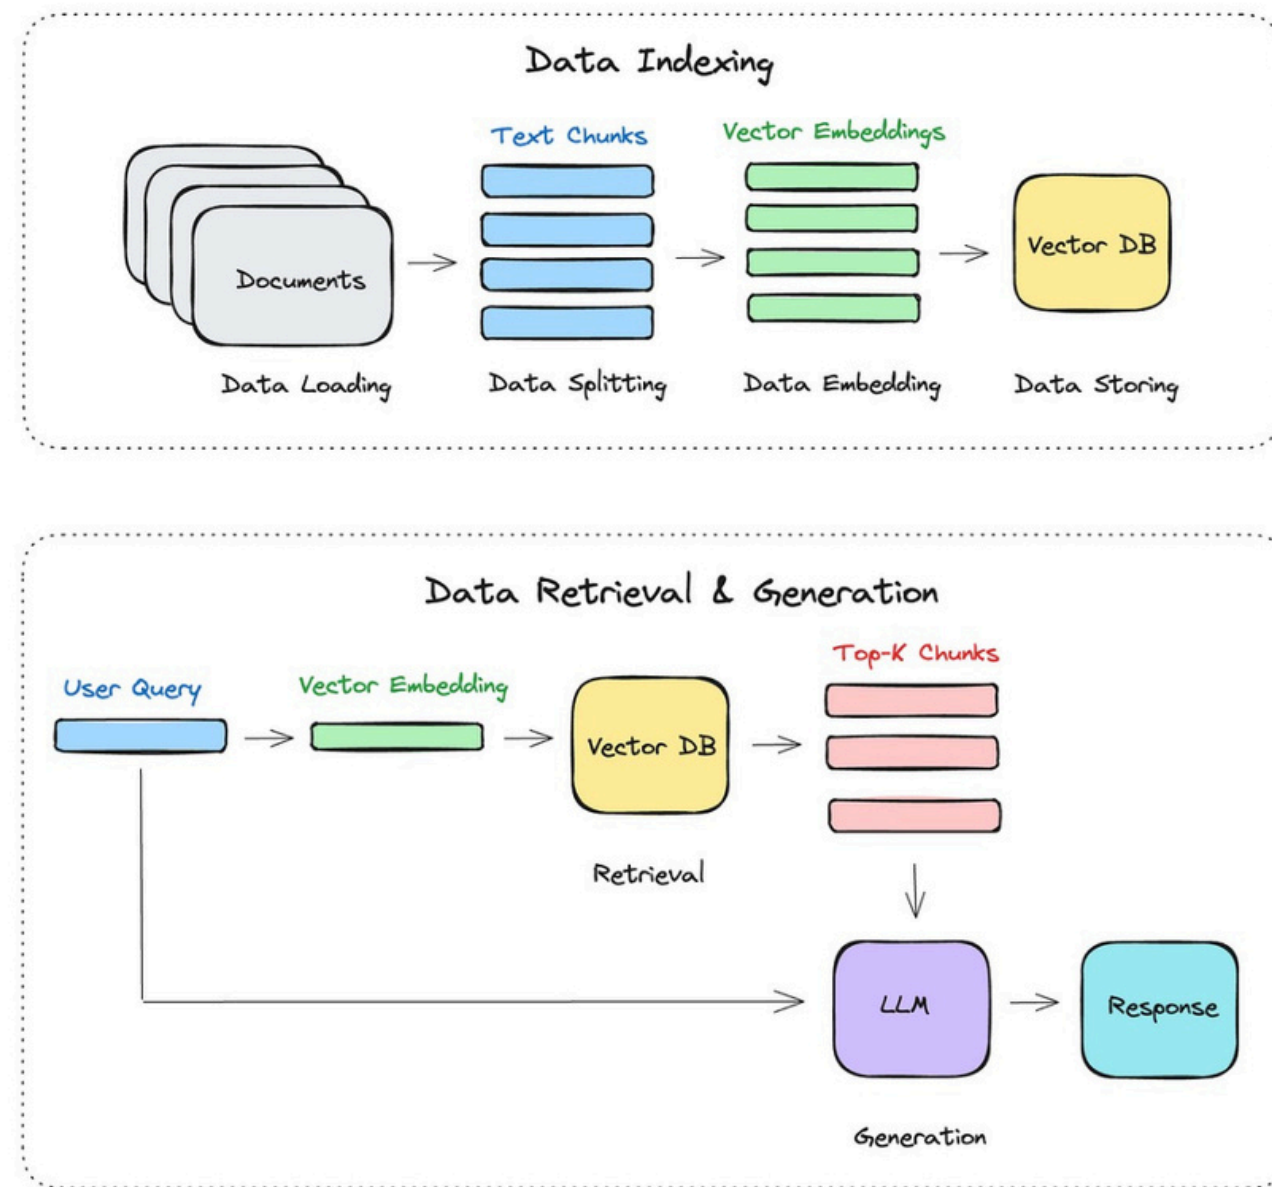 Data Indexing
Text Chunks
Vector Embeddings
Documents
Vector DB
Data Loading
Data Splitting
Data Embedding
Data Storing
Data Retrieval & Generation
Top-K Chunks
User Query
Vector Embedding
Vector DB
Retrieval
LLM
Response
Generation